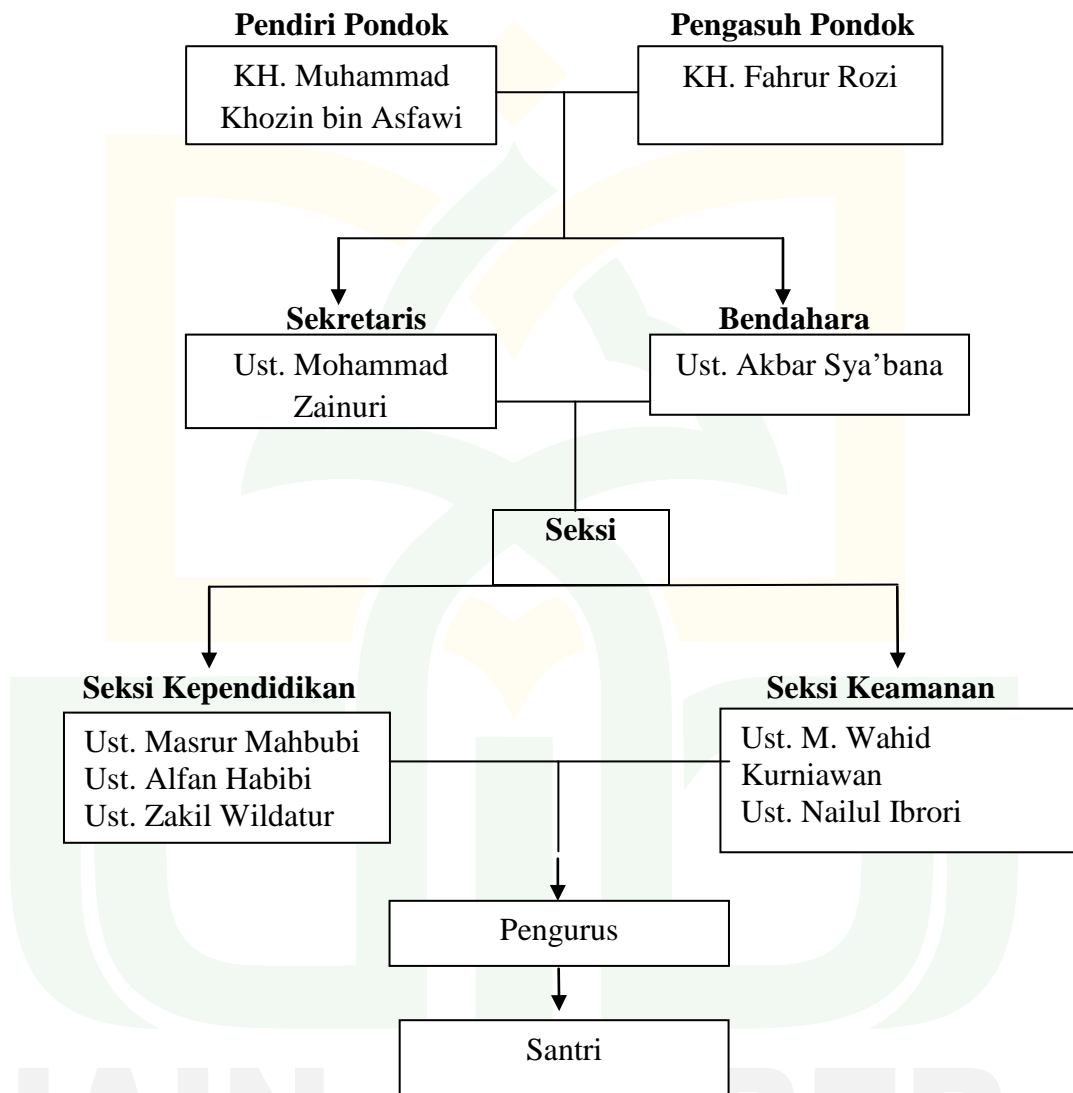 Pendiri Pondok
KH. Muhammad
Khozin bin Asfawi
Pengasuh Pondok
KH. Fahrur Rozi
Sekretaris
Ust. Mohammad
Zainuri
Bendahara
Ust. Akbar Sya’bana
Seksi
Seksi Kependidikan
Ust. Masrur Mahbubi
Ust. Alfan Habibi
Ust. Zakil Wildatur
Seksi Keamanan
Ust. M. Wahid
Kurniawan
Ust. Nailul Ibrori
Pengurus
Santri